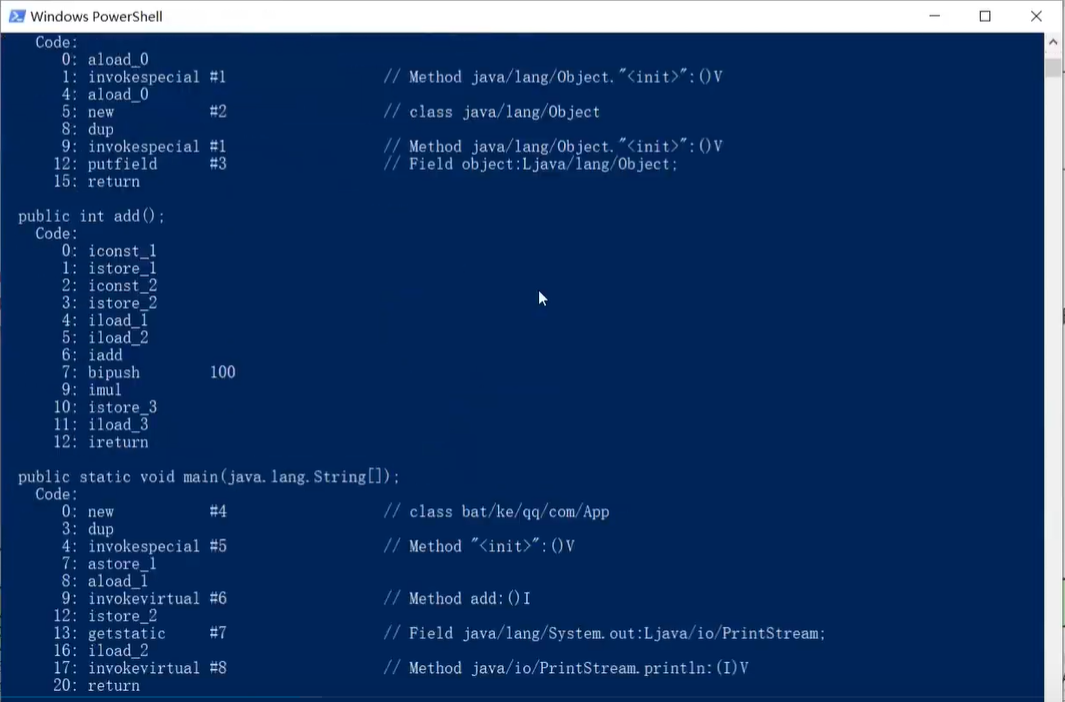 Windows PowerShell
Code:
0: aload_0
1: invokespecial #1 // Method java/lang/Object."<init>":()V
4: aload_0
5: new #2 // class java/lang/Object
8: dup
9: invokespecial #1 // Method java/lang/Object."<init>":()V
12: putfield #3 // Field object:Ljava/lang/Object;
15: return
public int add();
Code:
0: iconst_1
1: istore_1
2: iconst_2
3: istore_2
4: iload_1
5: iload_2
6: iadd
7: bipush 100
9: imul
10: istore_3
11: iload_3
12: ireturn
public static void main(java.lang.String[]);
Code:
0: new #4 // class bat/ke/qq/com/App
3: dup
4: invokespecial #5 // Method "<init>":()V
7: astore_1
8: aload_1
9: invokevirtual #6 // Method add:()I
12: istore_2
13: getstatic #7 // Field java/lang/System.out:Ljava/io/PrintStream;
16: iload_2
17: invokevirtual #8 // Method java/io/PrintStream.println:(I)V
20: return